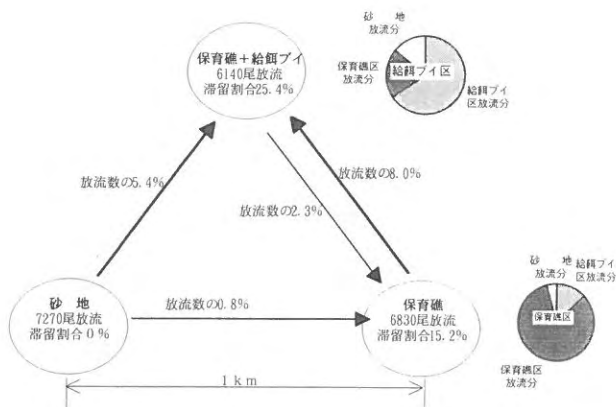 保育礁+給餌ブイ
6140尾放流
滞留割合25.4%
砂 地
放流分
保育礁区
放流分
給餌ブイ区
給餌ブイ
区放流分
放流数の5.4%
放流数の8.0%
放流数の2.3%
砂 地
7270尾放流
滞留割合0%
放流数の0.8%
保育礁
6830尾放流
滞留割合15.2%
砂 地
放流分
給餌ブイ
区放流分
保育礁区
保育礁区
放流分
1km